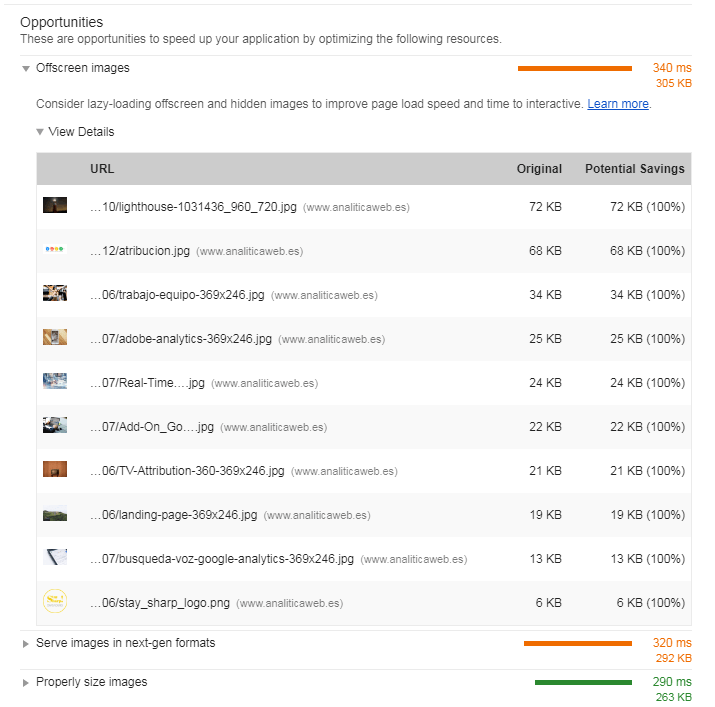 Opportunities
These are opportunities to speed up your application by optimizing the following resources.
Offscreen images 340 ms
305 KB
Consider lazy-loading offscreen and hidden images to improve page load speed and time to interactive. Learn more.
View Details
URL Original Potential Savings
…10/lighthouse-1031436_960_720.jpg (www.analiticaweb.es) 72 KB 72 KB (100%)
…12/atribucion.jpg (www.analiticaweb.es) 68 KB 68 KB (100%)
…06/trabajo-equipo-369x246.jpg (www.analiticaweb.es) 34 KB 34 KB (100%)
…07/adobe-analytics-369x246.jpg (www.analiticaweb.es) 25 KB 25 KB (100%)
…07/Real-Time….jpg (www.analiticaweb.es) 24 KB 24 KB (100%)
…07/Add-On_Go….jpg (www.analiticaweb.es) 22 KB 22 KB (100%)
…06/TV-Attribution-360-369x246.jpg (www.analiticaweb.es) 21 KB 21 KB (100%)
…06/landing-page-369x246.jpg (www.analiticaweb.es) 19 KB 19 KB (100%)
…07/busqueda-voz-google-analytics-369x246.jpg (www.analiticaweb.es) 13 KB 13 KB (100%)
…06/stay_sharp_logo.png (www.analiticaweb.es) 6 KB 6 KB (100%)
Serve images in next-gen formats 320 ms
292 KB
Properly size images 290 ms
263 KB